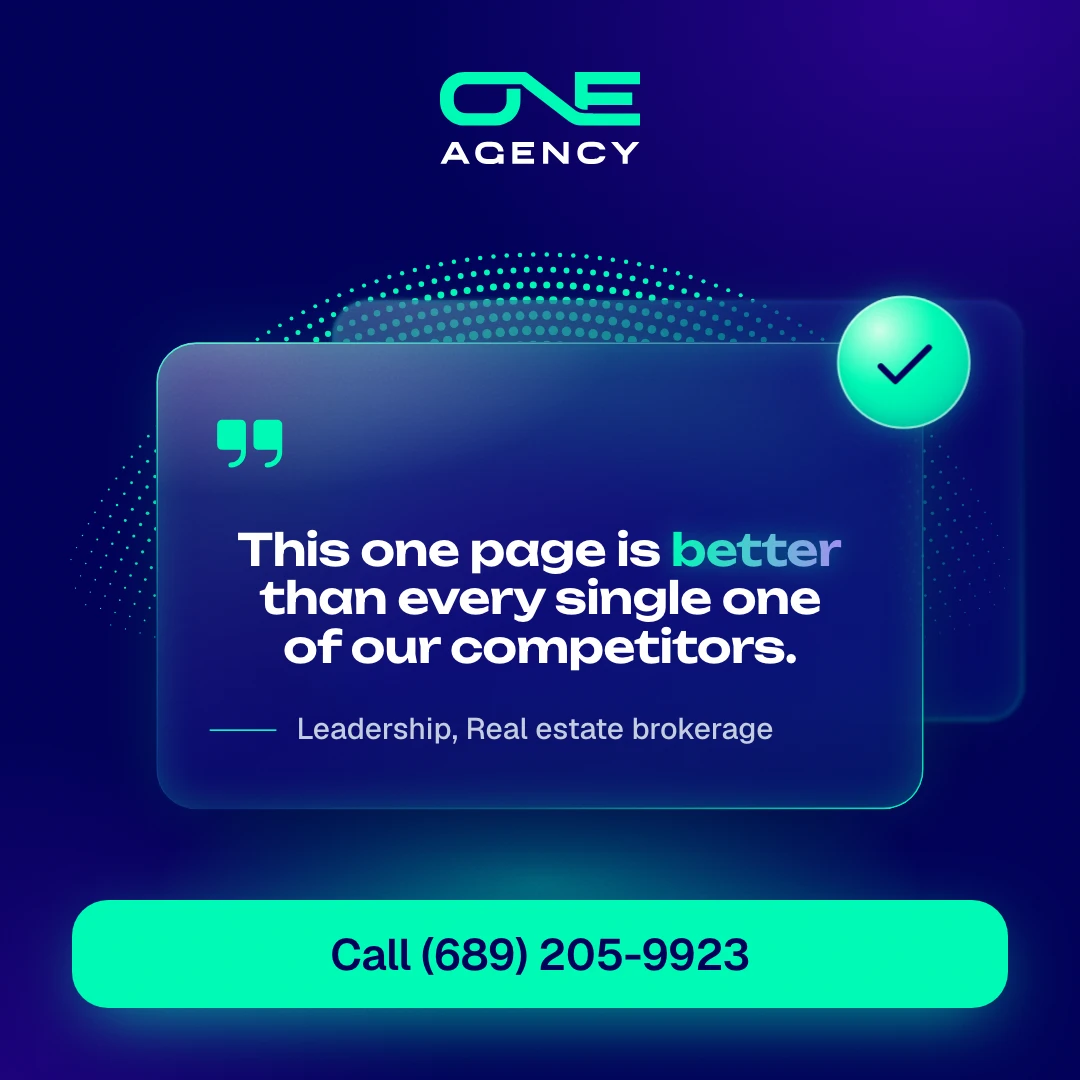 ONE
AGENCY
”
This one page is better
than every single one
of our competitors.
Leadership, Real estate brokerage
Call (689) 205-9923